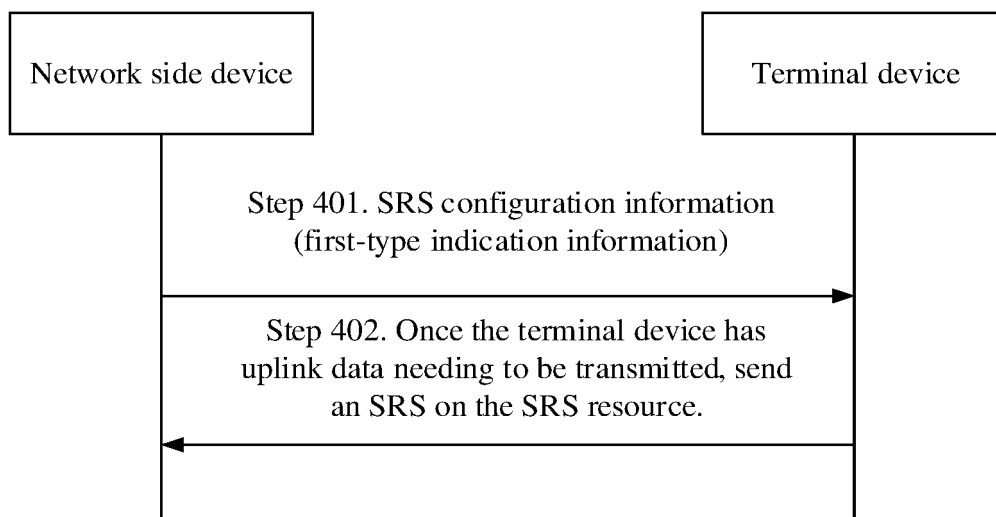 Network side device
Terminal device
Step 401. SRS configuration information
(first-type indication information)
Step 402. Once the terminal device has
uplink data needing to be transmitted, send
an SRS on the SRS resource.